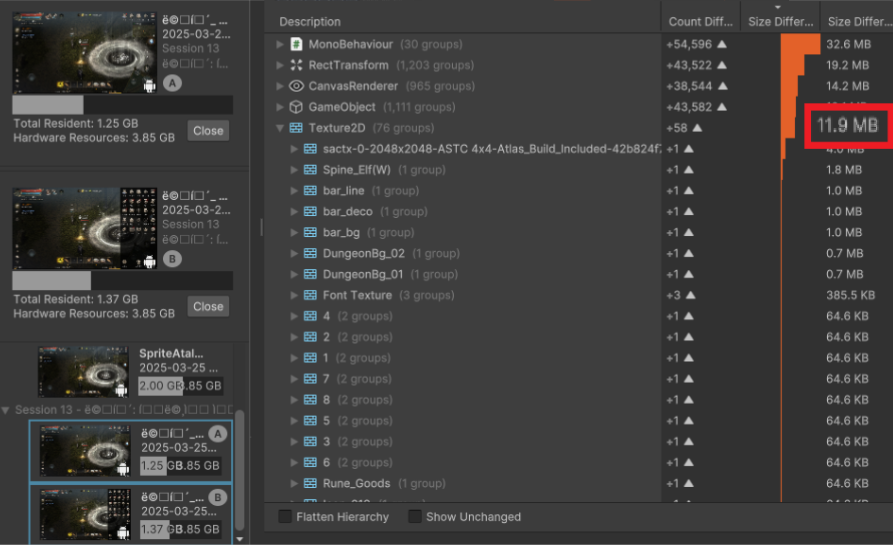 Description Count Diff... Size Differ... Size Differ...
MonoBehaviour (30 groups) +54,596 32.6 MB
RectTransform (1,203 groups) +43,522 19.2 MB
CanvasRenderer (965 groups) +38,544 14.2 MB
GameObject (1,111 groups) +43,582
Texture2D (76 groups) +58 11.9 MB
sactx-0-2048x2048-ASTC 4x4-Atlas_Build_Included-42b824f +1 4.0 MB
Spine_Elf(W) (1 group) +1 1.8 MB
bar_line (1 group) +1 1.0 MB
bar_deco (1 group) +1 1.0 MB
bar_bg (1 group) +1 1.0 MB
DungeonBg_02 (1 group) +1 0.7 MB
DungeonBg_01 (1 group) +1 0.7 MB
Font Texture (3 groups) +3 385.5 KB
4 (2 groups) +1 64.6 KB
2 (2 groups) +1 64.6 KB
1 (2 groups) +1 64.6 KB
7 (2 groups) +1 64.6 KB
8 (2 groups) +1 64.6 KB
5 (2 groups) +1 64.6 KB
3 (2 groups) +1 64.6 KB
6 (2 groups) +1 64.6 KB
Rune_Goods (1 group) +1 64.6 KB
Flatten Hierarchy Show Unchanged
2025-03-2...
Session 13
A
Total Resident: 1.25 GB
Hardware Resources: 3.85 GB
Close
2025-03-2...
Session 13
B
Total Resident: 1.37 GB
Hardware Resources: 3.85 GB
Close
SpriteAtal...
2025-03-25 ...
2.00 GB 3.85 GB
Session 13 -
A
2025-03-25...
1.25 GB 3.85 GB
B
2025-03-25...
1.37 GB 3.85 GB